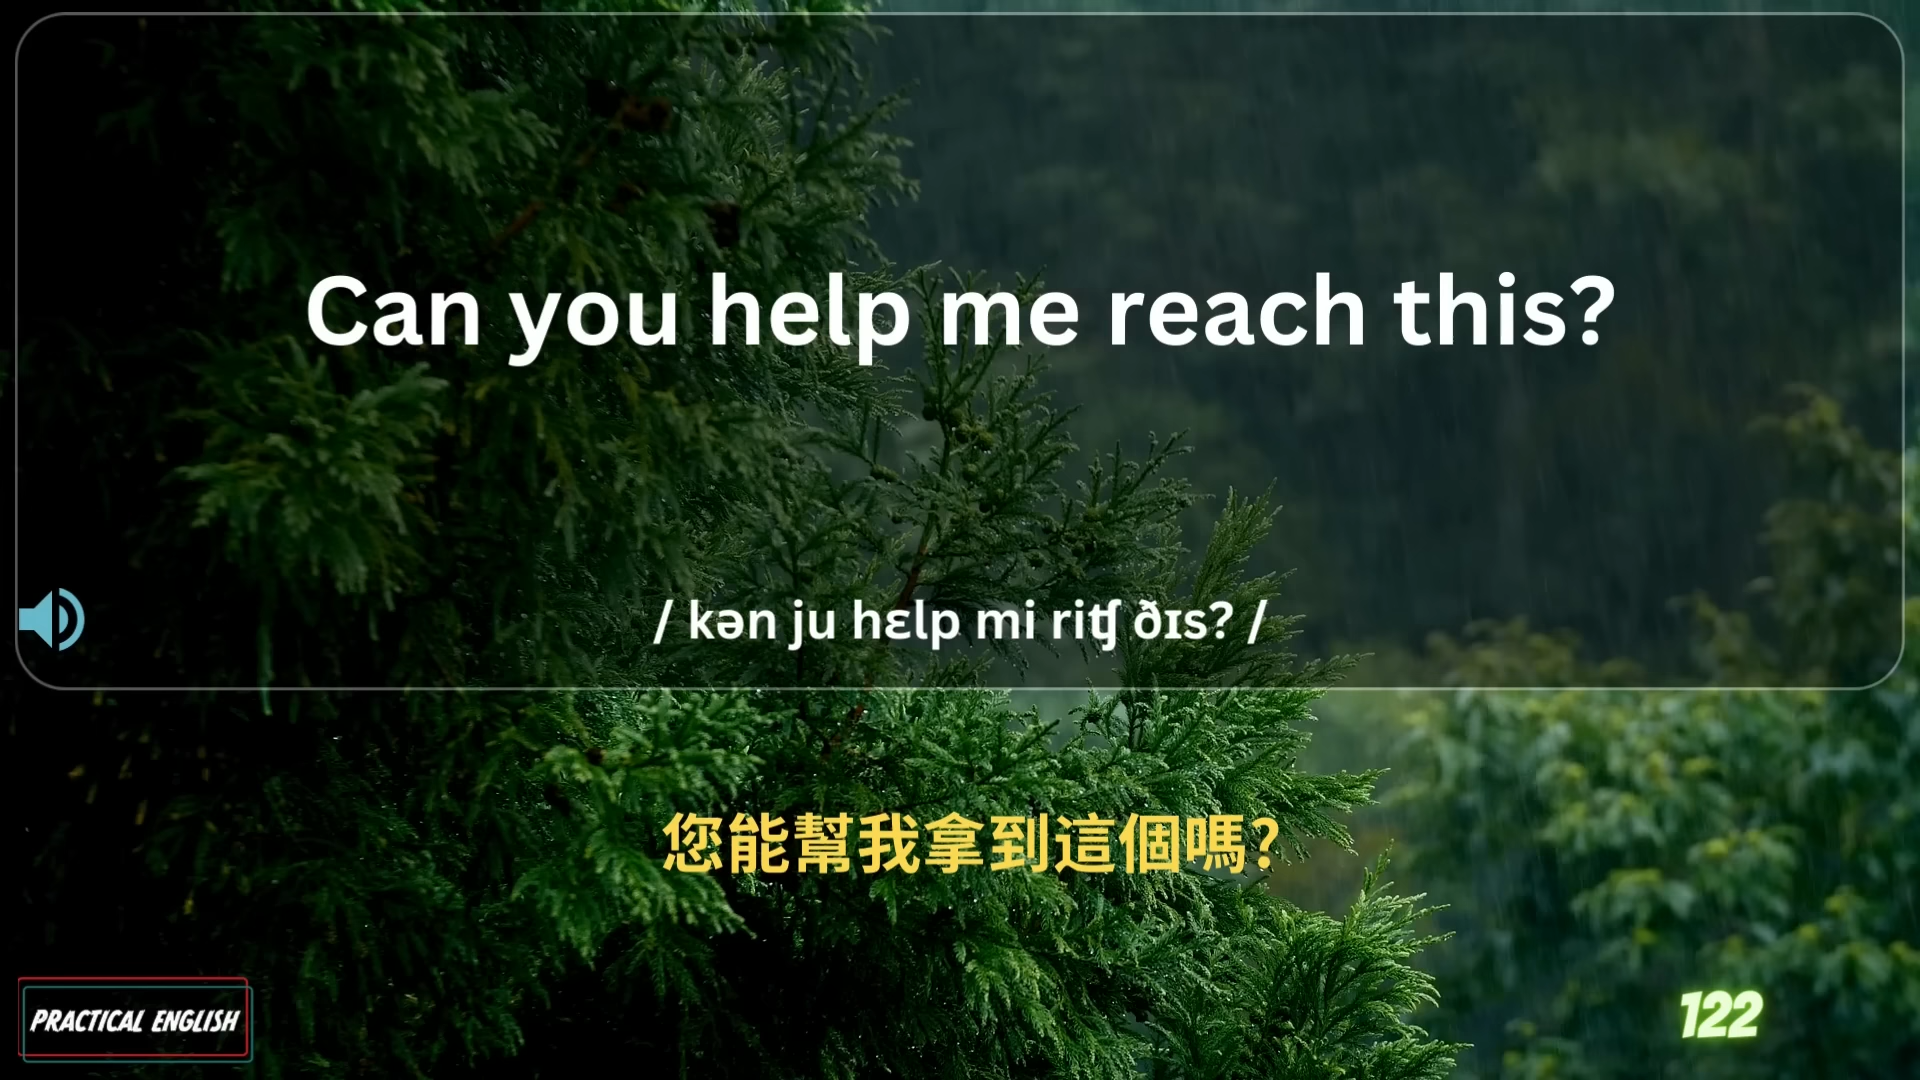 Can you help me reach this?
/ kən ju hɛlp mi riʧ ðɪs? /
您能幫我拿到這個嗎?
PRACTICAL ENGLISH
122